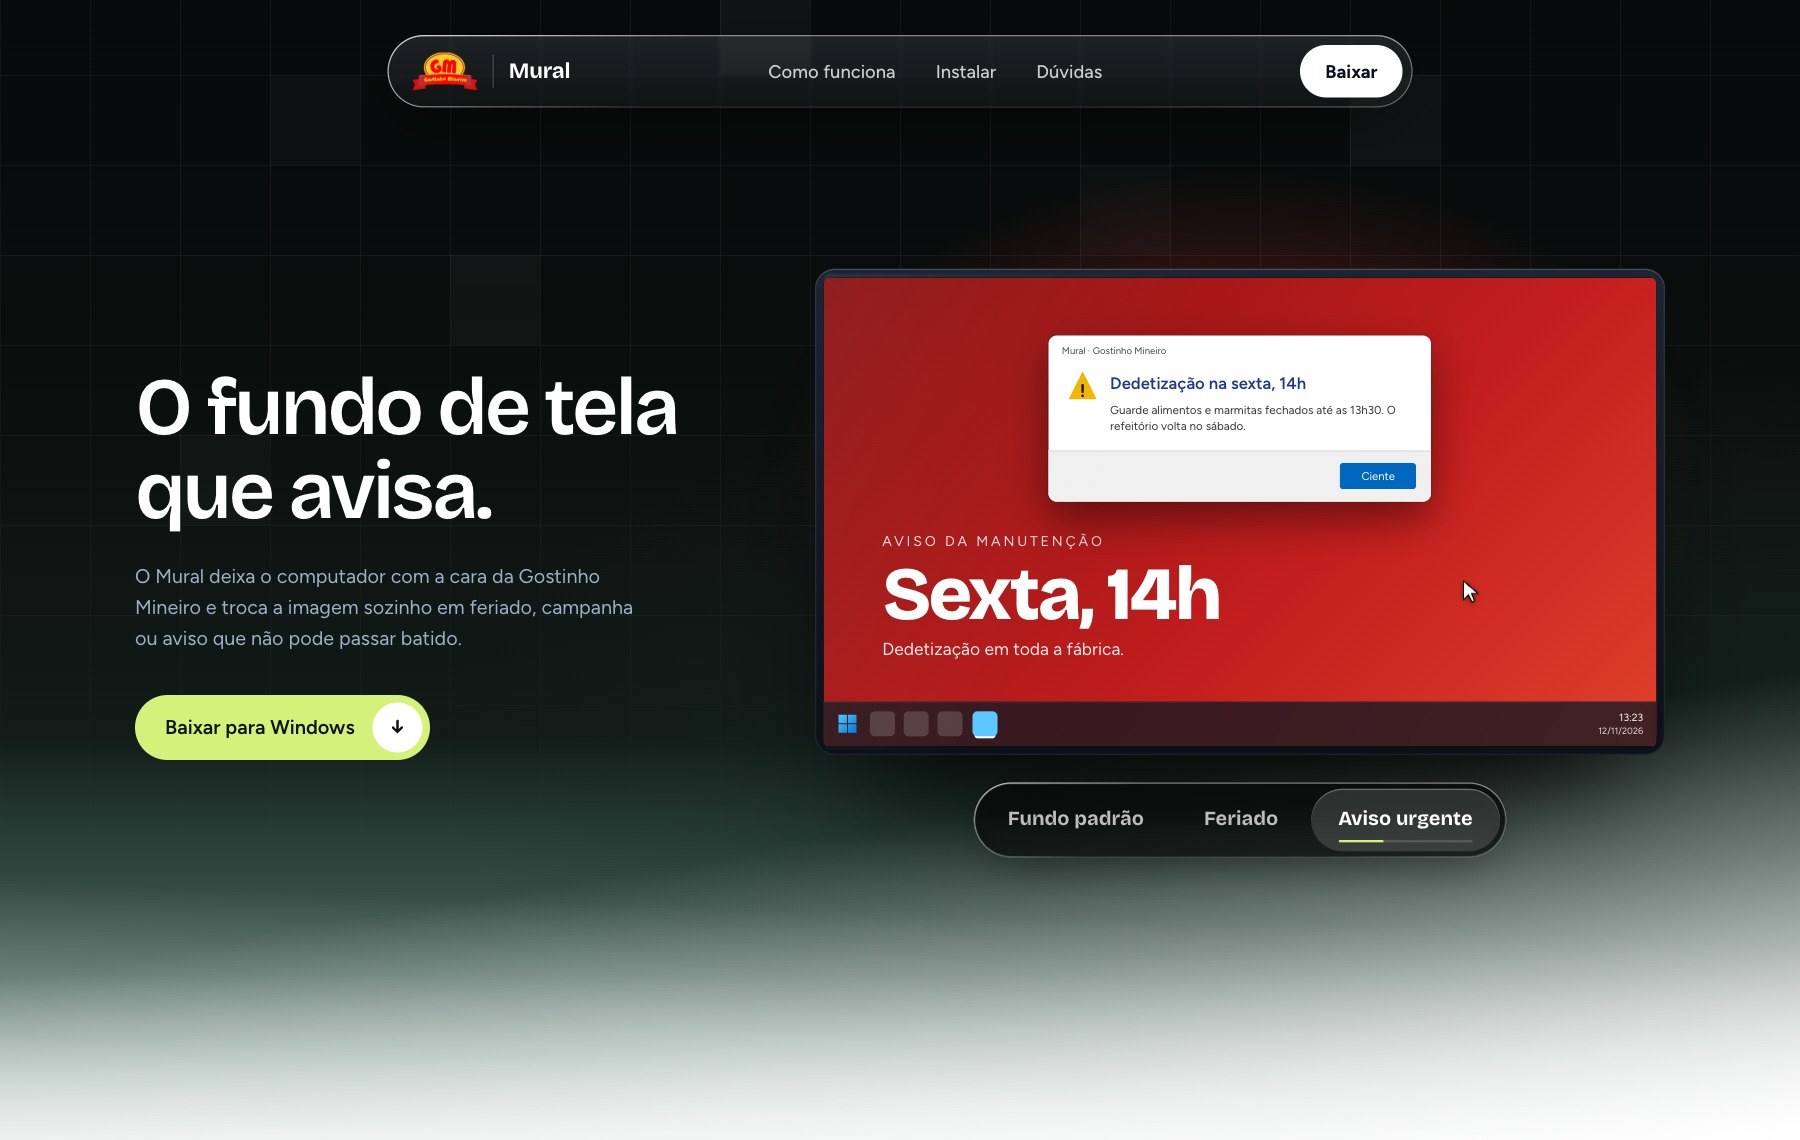 GM
Gostinho Mineiro
Mural
Como funciona
Instalar
Dúvidas
Baixar
O fundo de tela
que avisa.
O Mural deixa o computador com a cara da Gostinho
Mineiro e troca a imagem sozinho em feriado, campanha
ou aviso que não pode passar batido.
Baixar para Windows
Mural · Gostinho Mineiro
Dedetização na sexta, 14h
Guarde alimentos e marmitas fechados até as 13h30. O
refeitório volta no sábado.
Ciente
AVISO DA MANUTENÇÃO
Sexta, 14h
Dedetização em toda a fábrica.
13:23
12/11/2026
Fundo padrão
Feriado
Aviso urgente